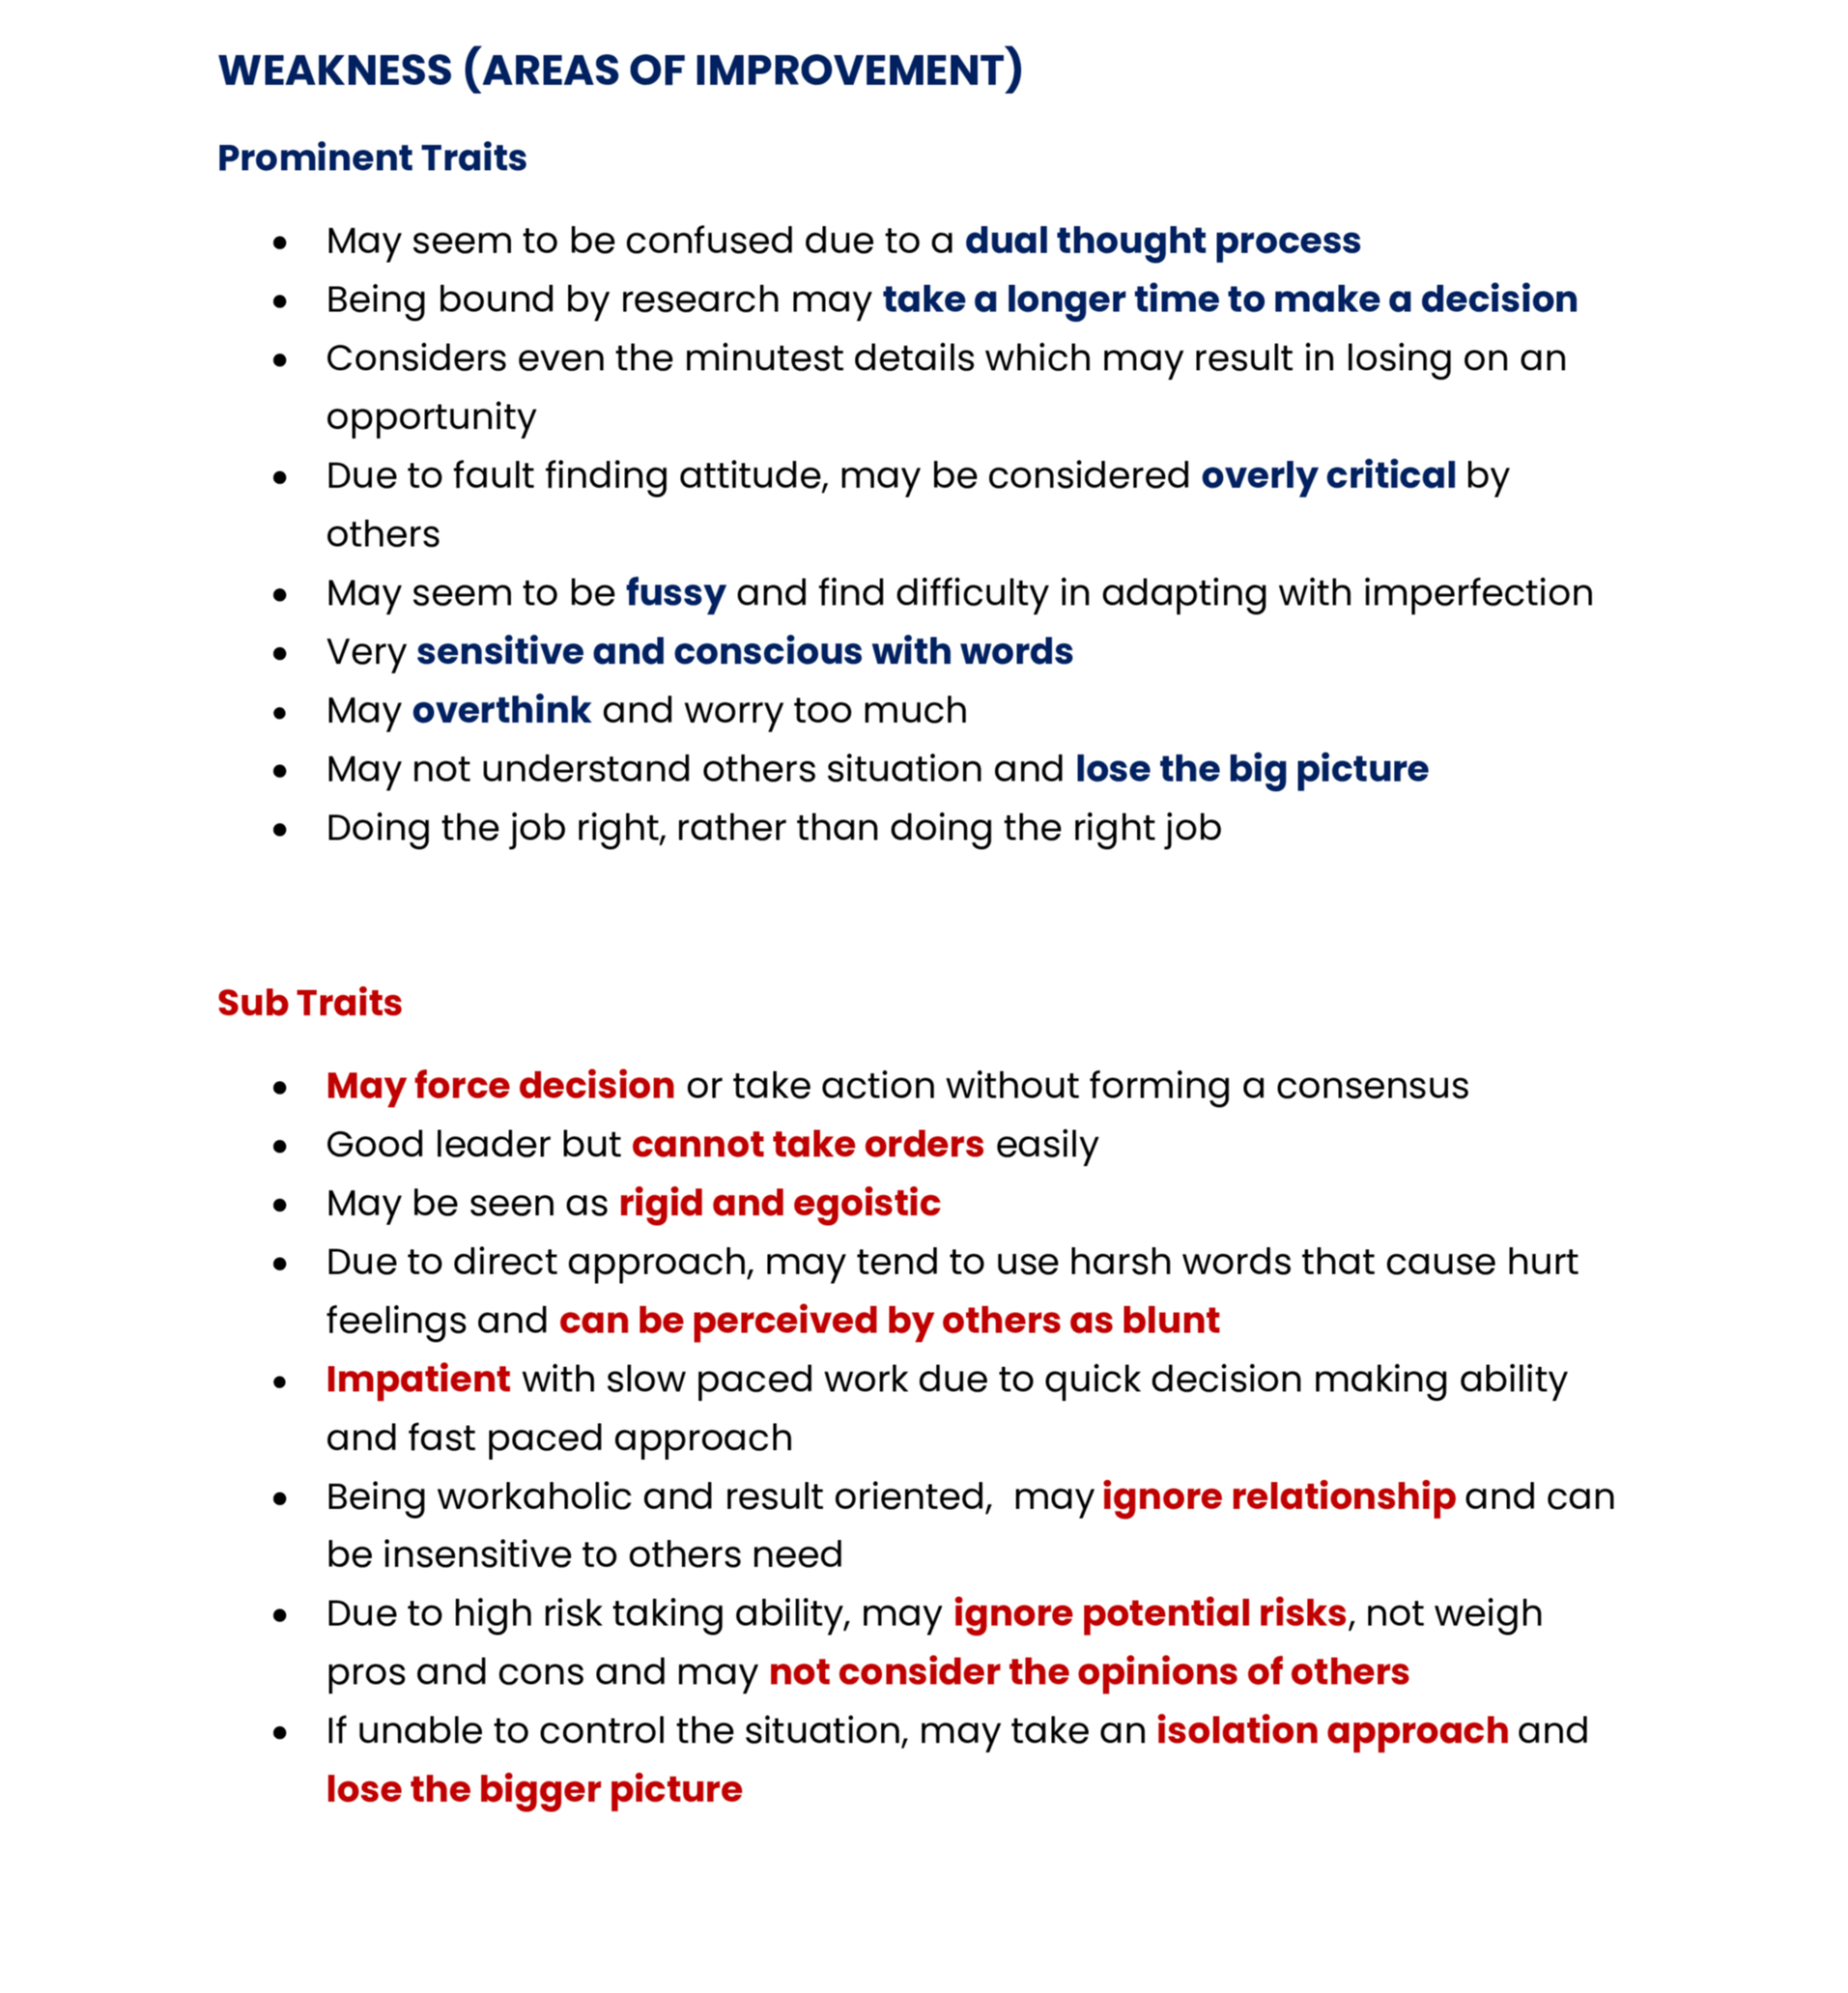 WEAKNESS (AREAS OF IMPROVEMENT)
Prominent Traits
• May seem to be confused due to a dual thought process
• Being bound by research may take a longer time to make a decision
• Considers even the minutest details which may result in losing on an
opportunity
• Due to fault finding attitude, may be considered overly critical by
others
• May seem to be fussy and find difficulty in adapting with imperfection
• Very sensitive and conscious with words
• May overthink and worry too much
• May not understand others situation and lose the big picture
• Doing the job right, rather than doing the right job
Sub Traits
• May force decision or take action without forming a consensus
• Good leader but cannot take orders easily
• May be seen as rigid and egoistic
• Due to direct approach, may tend to use harsh words that cause hurt
feelings and can be perceived by others as blunt
• Impatient with slow paced work due to quick decision making ability
and fast paced approach
• Being workaholic and result oriented,  may ignore relationship and can
be insensitive to others need
• Due to high risk taking ability, may ignore potential risks, not weigh
pros and cons and may not consider the opinions of others
• If unable to control the situation, may take an isolation approach and
lose the bigger picture